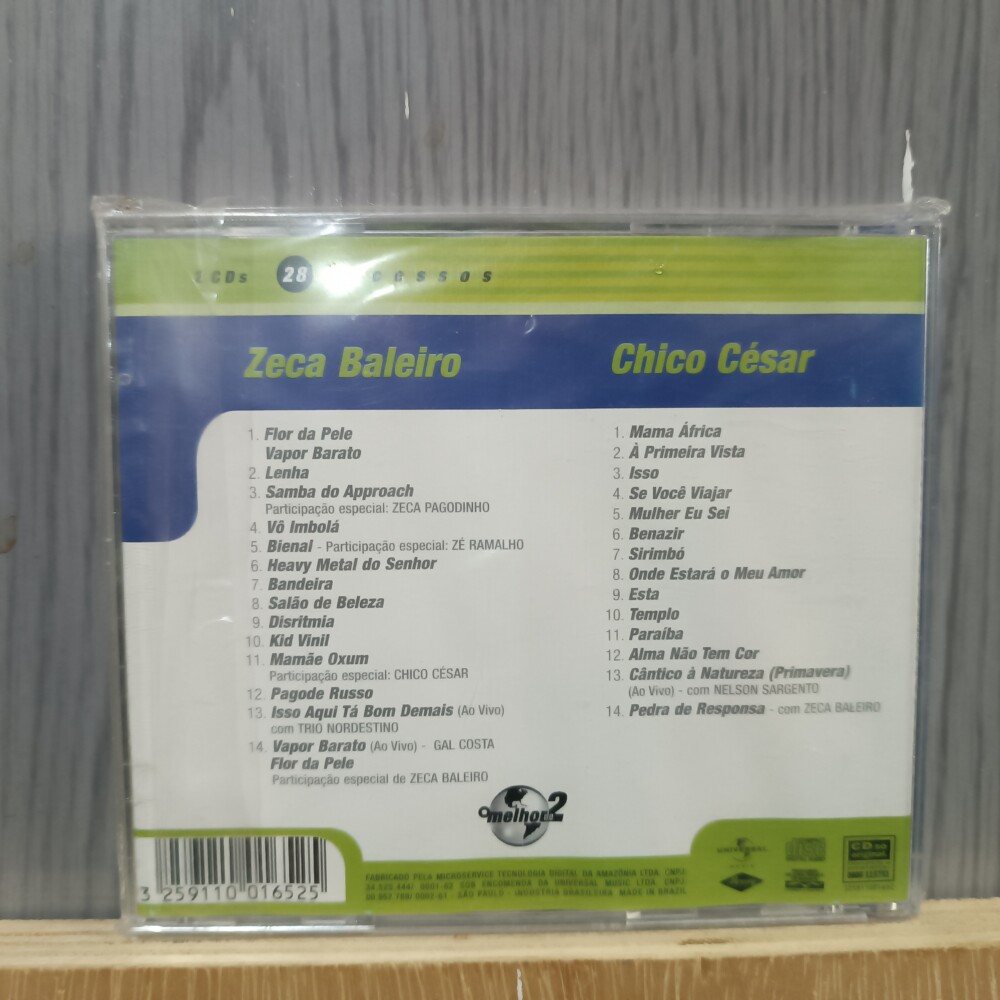 2 CDs 28 sucessos
Zeca Baleiro
1. Flor da Pele
Vapor Barato
2. Lenha
3. Samba do Approach
Participação especial: ZECA PAGODINHO
4. Vô Imbolá
5. Bienal - Participação especial: ZÉ RAMALHO
6. Heavy Metal do Senhor
7. Bandeira
8. Salão de Beleza
9. Disritmia
10. Kid Vinil
11. Mamãe Oxum
Participação especial: CHICO CÉSAR
12. Pagode Russo
13. Isso Aqui Tá Bom Demais (Ao Vivo)
com TRIO NORDESTINO
14. Vapor Barato (Ao Vivo) - GAL COSTA
Flor da Pele
Participação especial de ZECA BALEIRO
Chico César
1. Mama África
2. À Primeira Vista
3. Isso
4. Se Você Viajar
5. Mulher Eu Sei
6. Benazir
7. Sirimbó
8. Onde Estará o Meu Amor
9. Esta
10. Templo
11. Paraíba
12. Alma Não Tem Cor
13. Cântico à Natureza (Primavera)
(Ao Vivo) - com NELSON SARGENTO
14. Pedra de Responsa - com ZECA BALEIRO
O melhor de 2
3 259110 016525
FABRICADO PELA MICROSERVICE TECNOLOGIA DIGITAL DA AMAZÔNIA LTDA. CNPJ:
SOB ENCOMENDA DA UNIVERSAL MUSIC LTDA. CNPJ:
- SÃO PAULO - INDÚSTRIA BRASILEIRA MADE IN BRAZIL
UNIVERSAL
CD
original